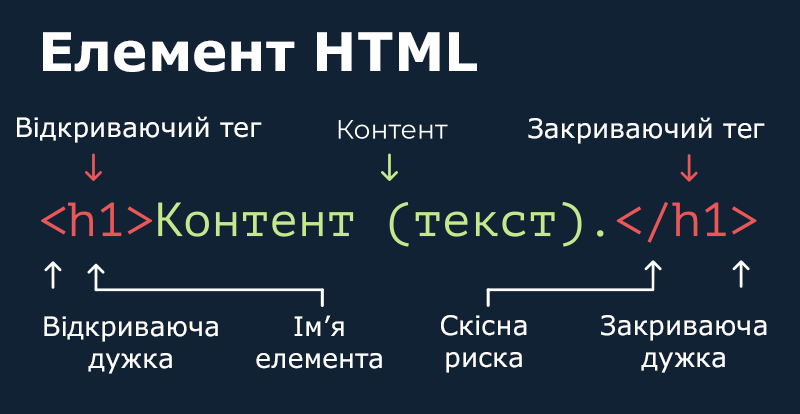 Елемент HTML
Відкриваючий тег Контент Закриваючий тег
<h1>Контент (текст).</h1>
Відкриваюча дужка
Ім’я елемента
Скісна риска
Закриваюча дужка